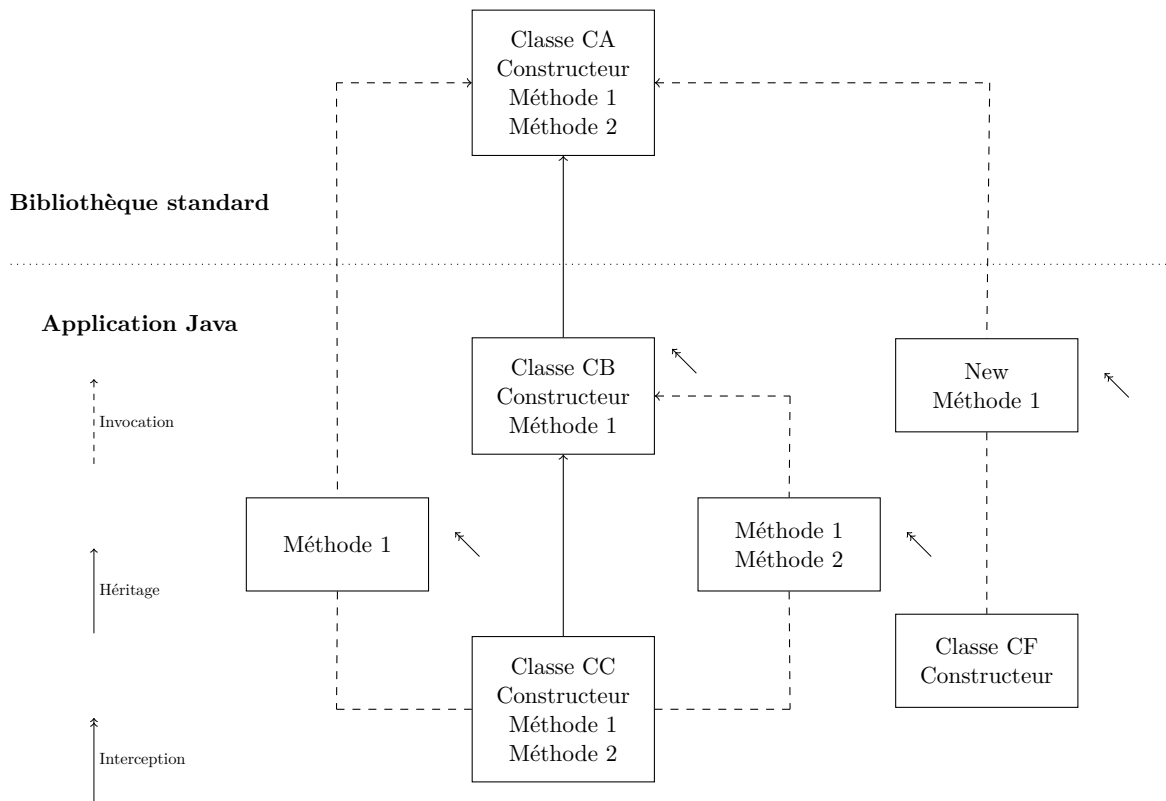 Classe CA
Constructeur
Méthode 1
Méthode 2
Bibliothèque standard
Application Java
Classe CB
Constructeur
Méthode 1
New
Méthode 1
Invocation
Méthode 1
Méthode 1
Méthode 2
Héritage
Classe CC
Constructeur
Méthode 1
Méthode 2
Classe CF
Constructeur
Interception